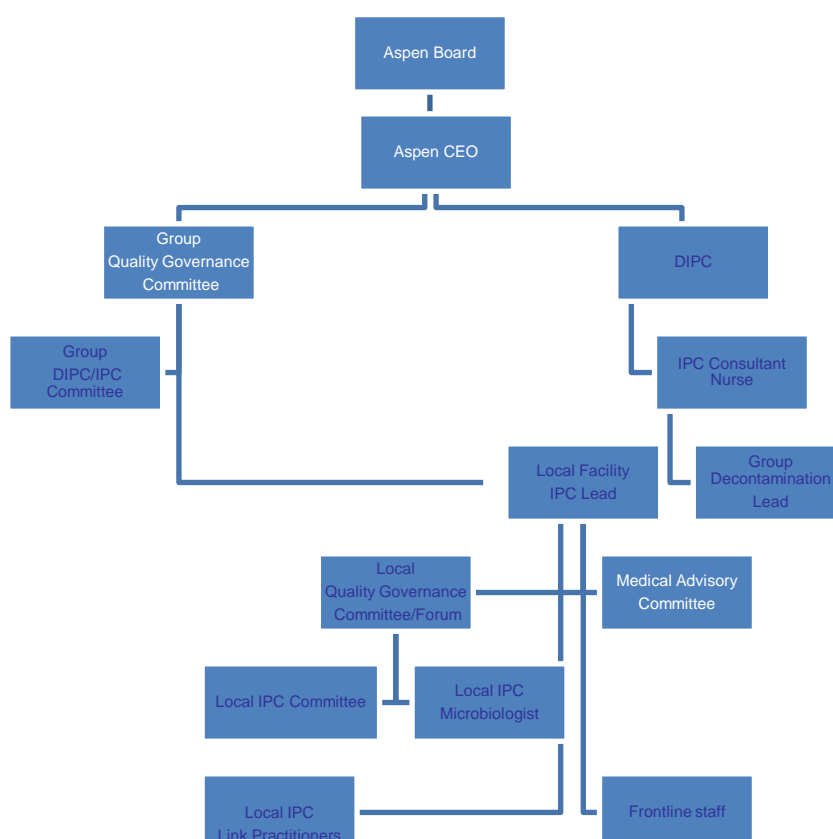 Aspen Board
Aspen CEO
Group
Quality Governance
Committee
DIPC
Group
DIPC/IPC
Committee
IPC Consultant
Nurse
Local Facility
IPC Lead
Group
Decontamination
Lead
Local
Quality Governance
Committee/Forum
Medical Advisory
Committee
Local IPC Committee
Local IPC
Microbiologist
Local IPC
Link Practitioners
Frontline staff